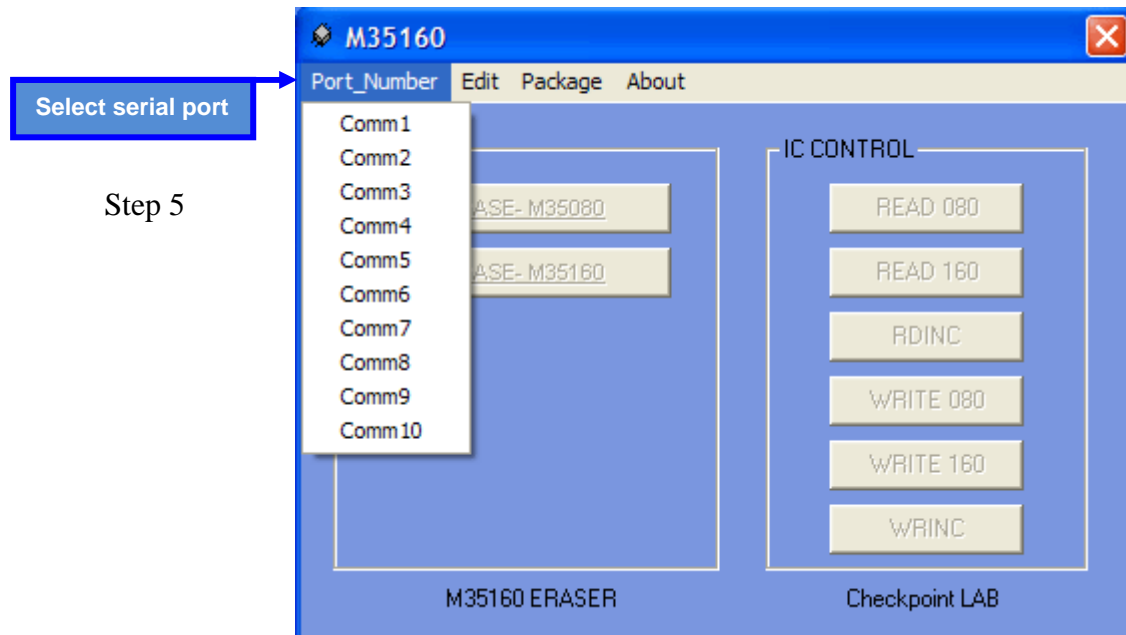 M35160
Port_Number Edit Package About
Select serial port
Step 5
Comm1
Comm2
Comm3
Comm4
Comm5
Comm6
Comm7
Comm8
Comm9
Comm10
ASE- M35080
ASE- M35160
IC CONTROL
READ 080
READ 160
RDINC
WRITE 080
WRITE 160
WRINC
M35160 ERASER
Checkpoint LAB